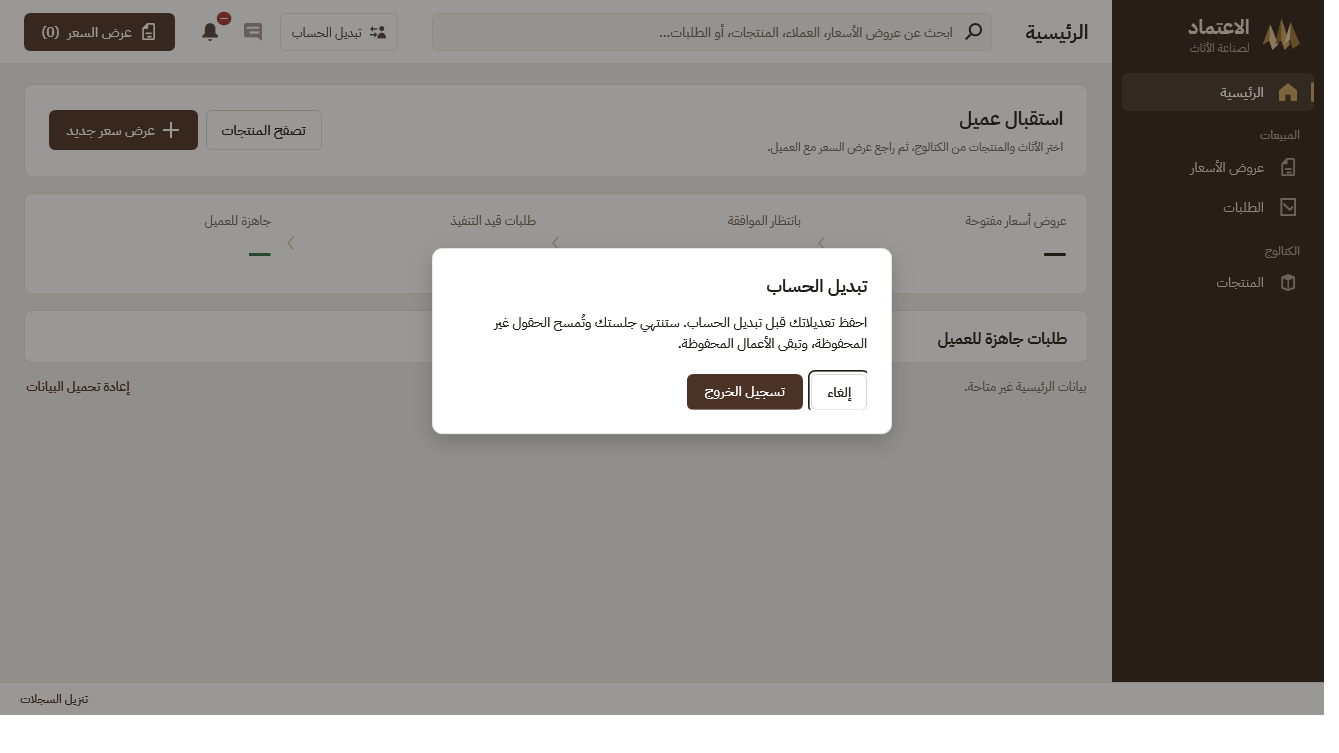 الاعتماد
لصناعة الأثاث
الرئيسية
المبيعات
عروض الأسعار
الطلبات
الكتالوج
المنتجات
الرئيسية
ابحث عن عروض الأسعار، العملاء، المنتجات، أو الطلبات...
تبديل الحساب
عرض السعر (0)
استقبال عميل
اختر الأثاث والمنتجات من الكتالوج، ثم راجع عرض السعر مع العميل.
تصفح المنتجات
عرض سعر جديد
عروض أسعار مفتوحة
—
بانتظار الموافقة
طلبات قيد التنفيذ
جاهزة للعميل
—
تبديل الحساب
احفظ تعديلاتك قبل تبديل الحساب. ستنتهي جلستك وتُمسح الحقول غير
المحفوظة، وتبقى الأعمال المحفوظة.
إلغاء
تسجيل الخروج
طلبات جاهزة للعميل
بيانات الرئيسية غير متاحة.
إعادة تحميل البيانات
تنزيل السجلات